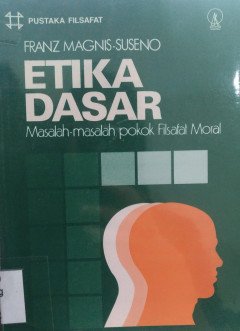 PUSTAKA FILSAFAT
FRANZ MAGNIS-SUSENO
ETIKA
DASAR
Masalah-masalah pokok Filsafat Moral